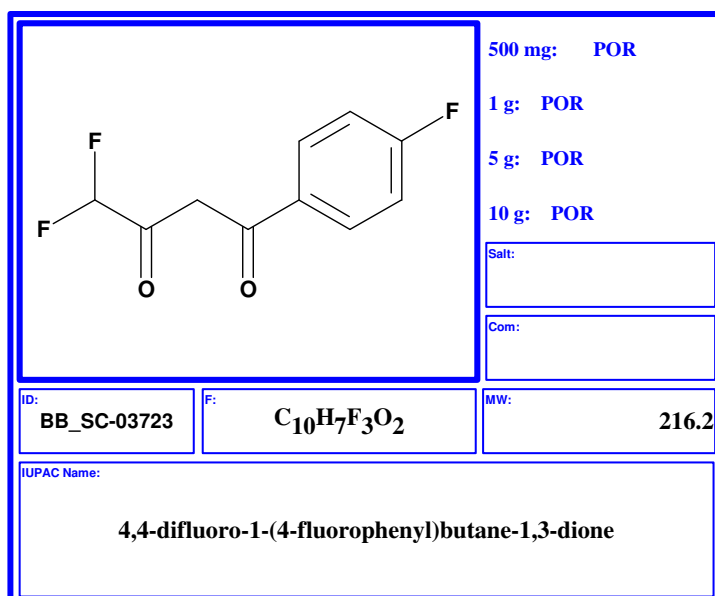 500 mg: POR
1 g: POR
5 g: POR
10 g: POR
F
F
F
O
O
Salt:
Com:
ID:
BB_SC-03723
F:
C10H7F3O2
MW:
216.2
IUPAC Name:
4,4-difluoro-1-(4-fluorophenyl)butane-1,3-dione